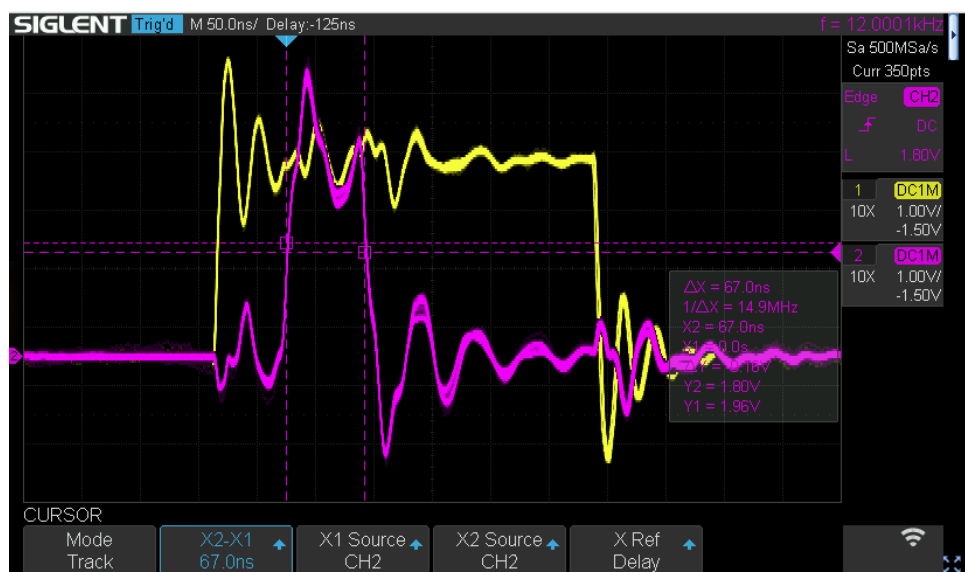 SIGLENT Trig'd M 50.0ns/ Delay:-125ns f = 12.0001kHz
Sa 500MSa/s
Curr 350pts
Edge CH2
DC
L 1.80V
1 DC1M
10X 1.00V/
-1.50V
2 DC1M
10X 1.00V/
-1.50V
2
ΔX = 67.0ns
1/ΔX = 14.9MHz
X2 = 67.0ns
Y2 = 1.80V
Y1 = 1.96V
CURSOR
Mode X2-X1 X1 Source X2 Source X Ref
Track 67.0ns CH2 CH2 Delay